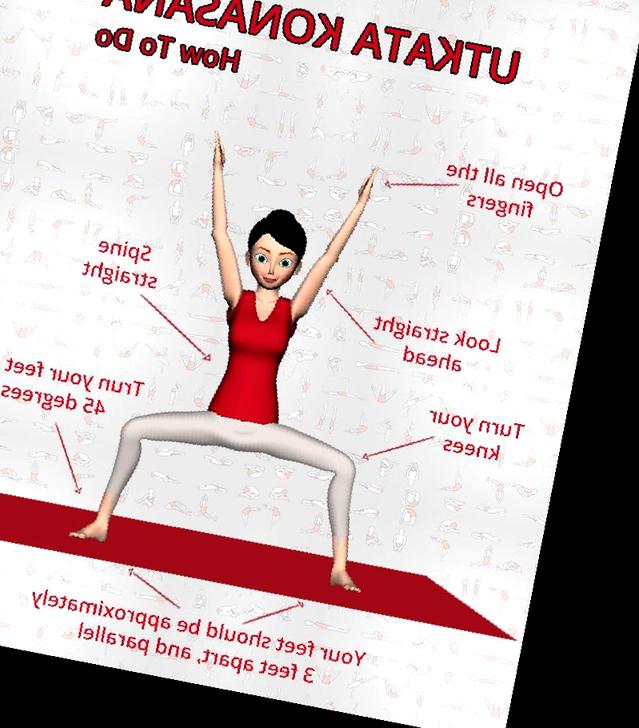 UTKATA KONASANA
How To Do
Open all the
fingers
Spine
straight
Look straight
ahead
Trun your feet
45 degrees
Turn your
knees
Your feet should be approximately
3 feet apart, and parallel